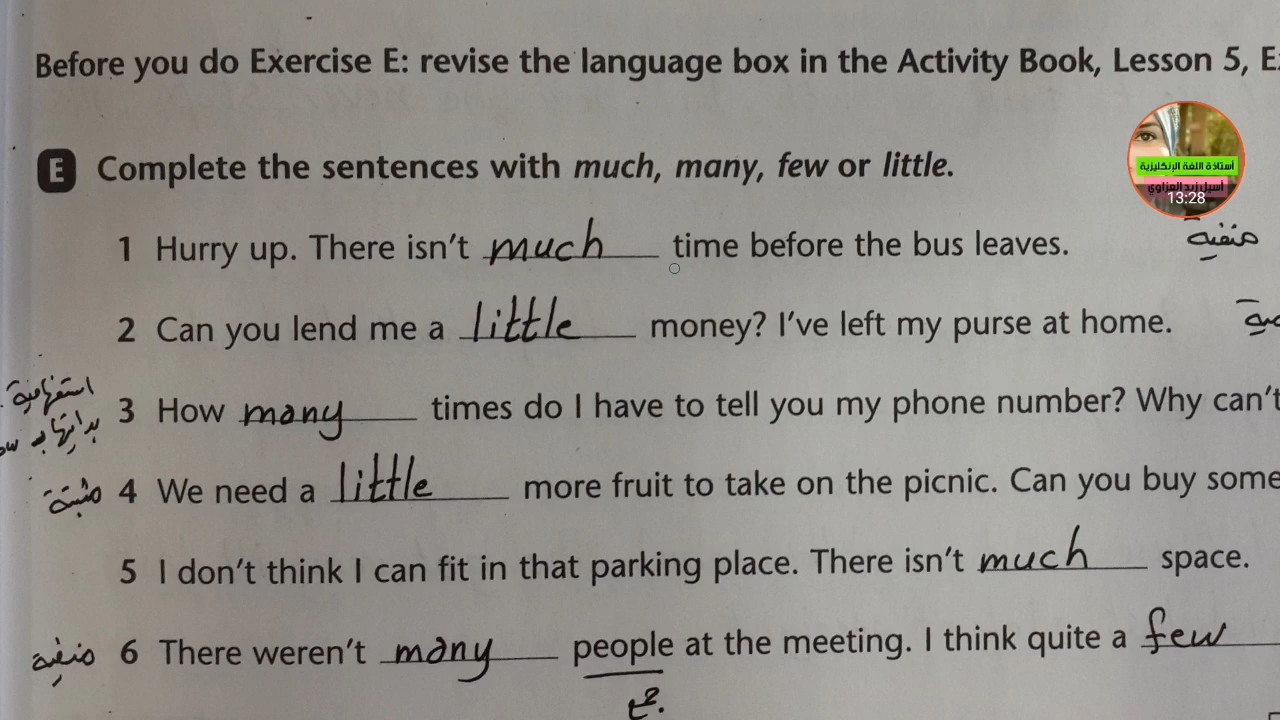 Before you do Exercise E: revise the language box in the Activity Book, Lesson 5, E
E Complete the sentences with much, many, few or little.
أستاذة اللغة الإنكليزية
أسيل زيد العزاوي
13:28
1 Hurry up. There isn't much time before the bus leaves. منفية
2 Can you lend me a little money? I've left my purse at home.
استفهامية
3 How many times do I have to tell you my phone number? Why can't
مثبتة 4 We need a little more fruit to take on the picnic. Can you buy some
5 I don't think I can fit in that parking place. There isn't much space.
منفية 6 There weren't many people at the meeting. I think quite a few
جمع